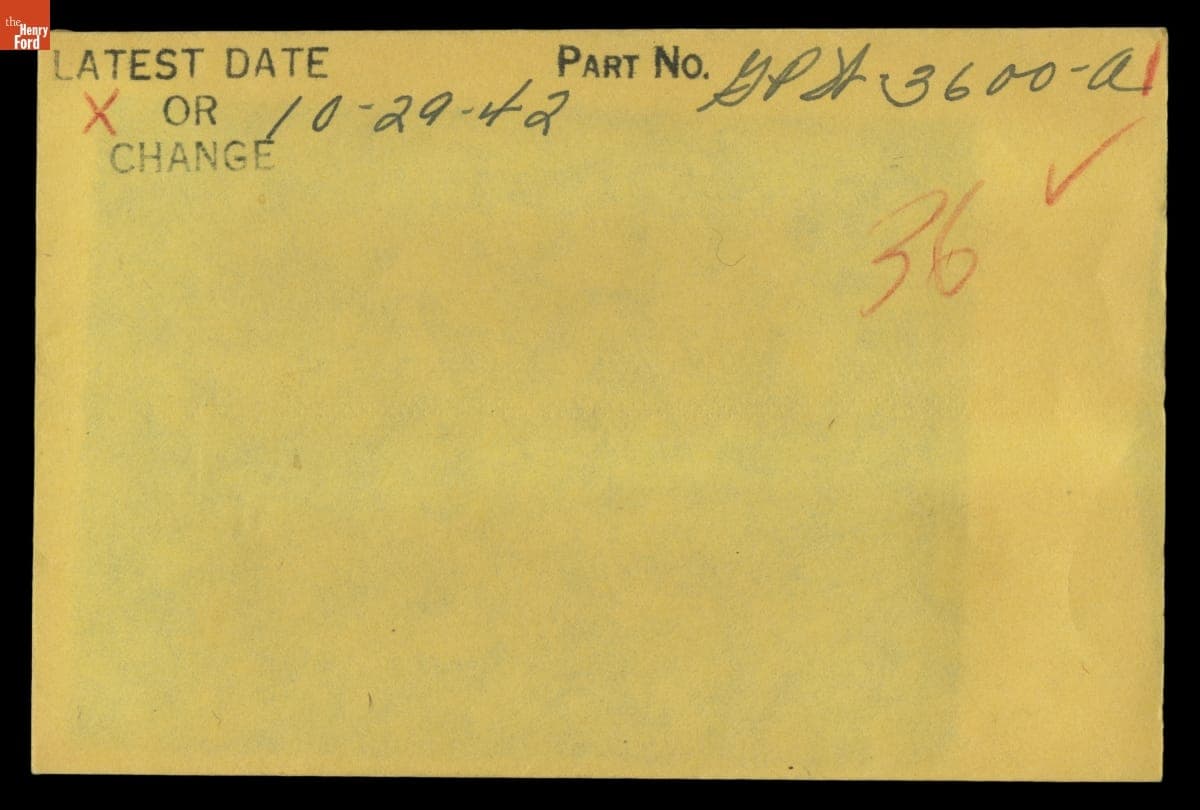 the
Henry
Ford
LATEST DATE
X OR 10-29-42
CHANGE
PART NO. GPW-3600-A1
36